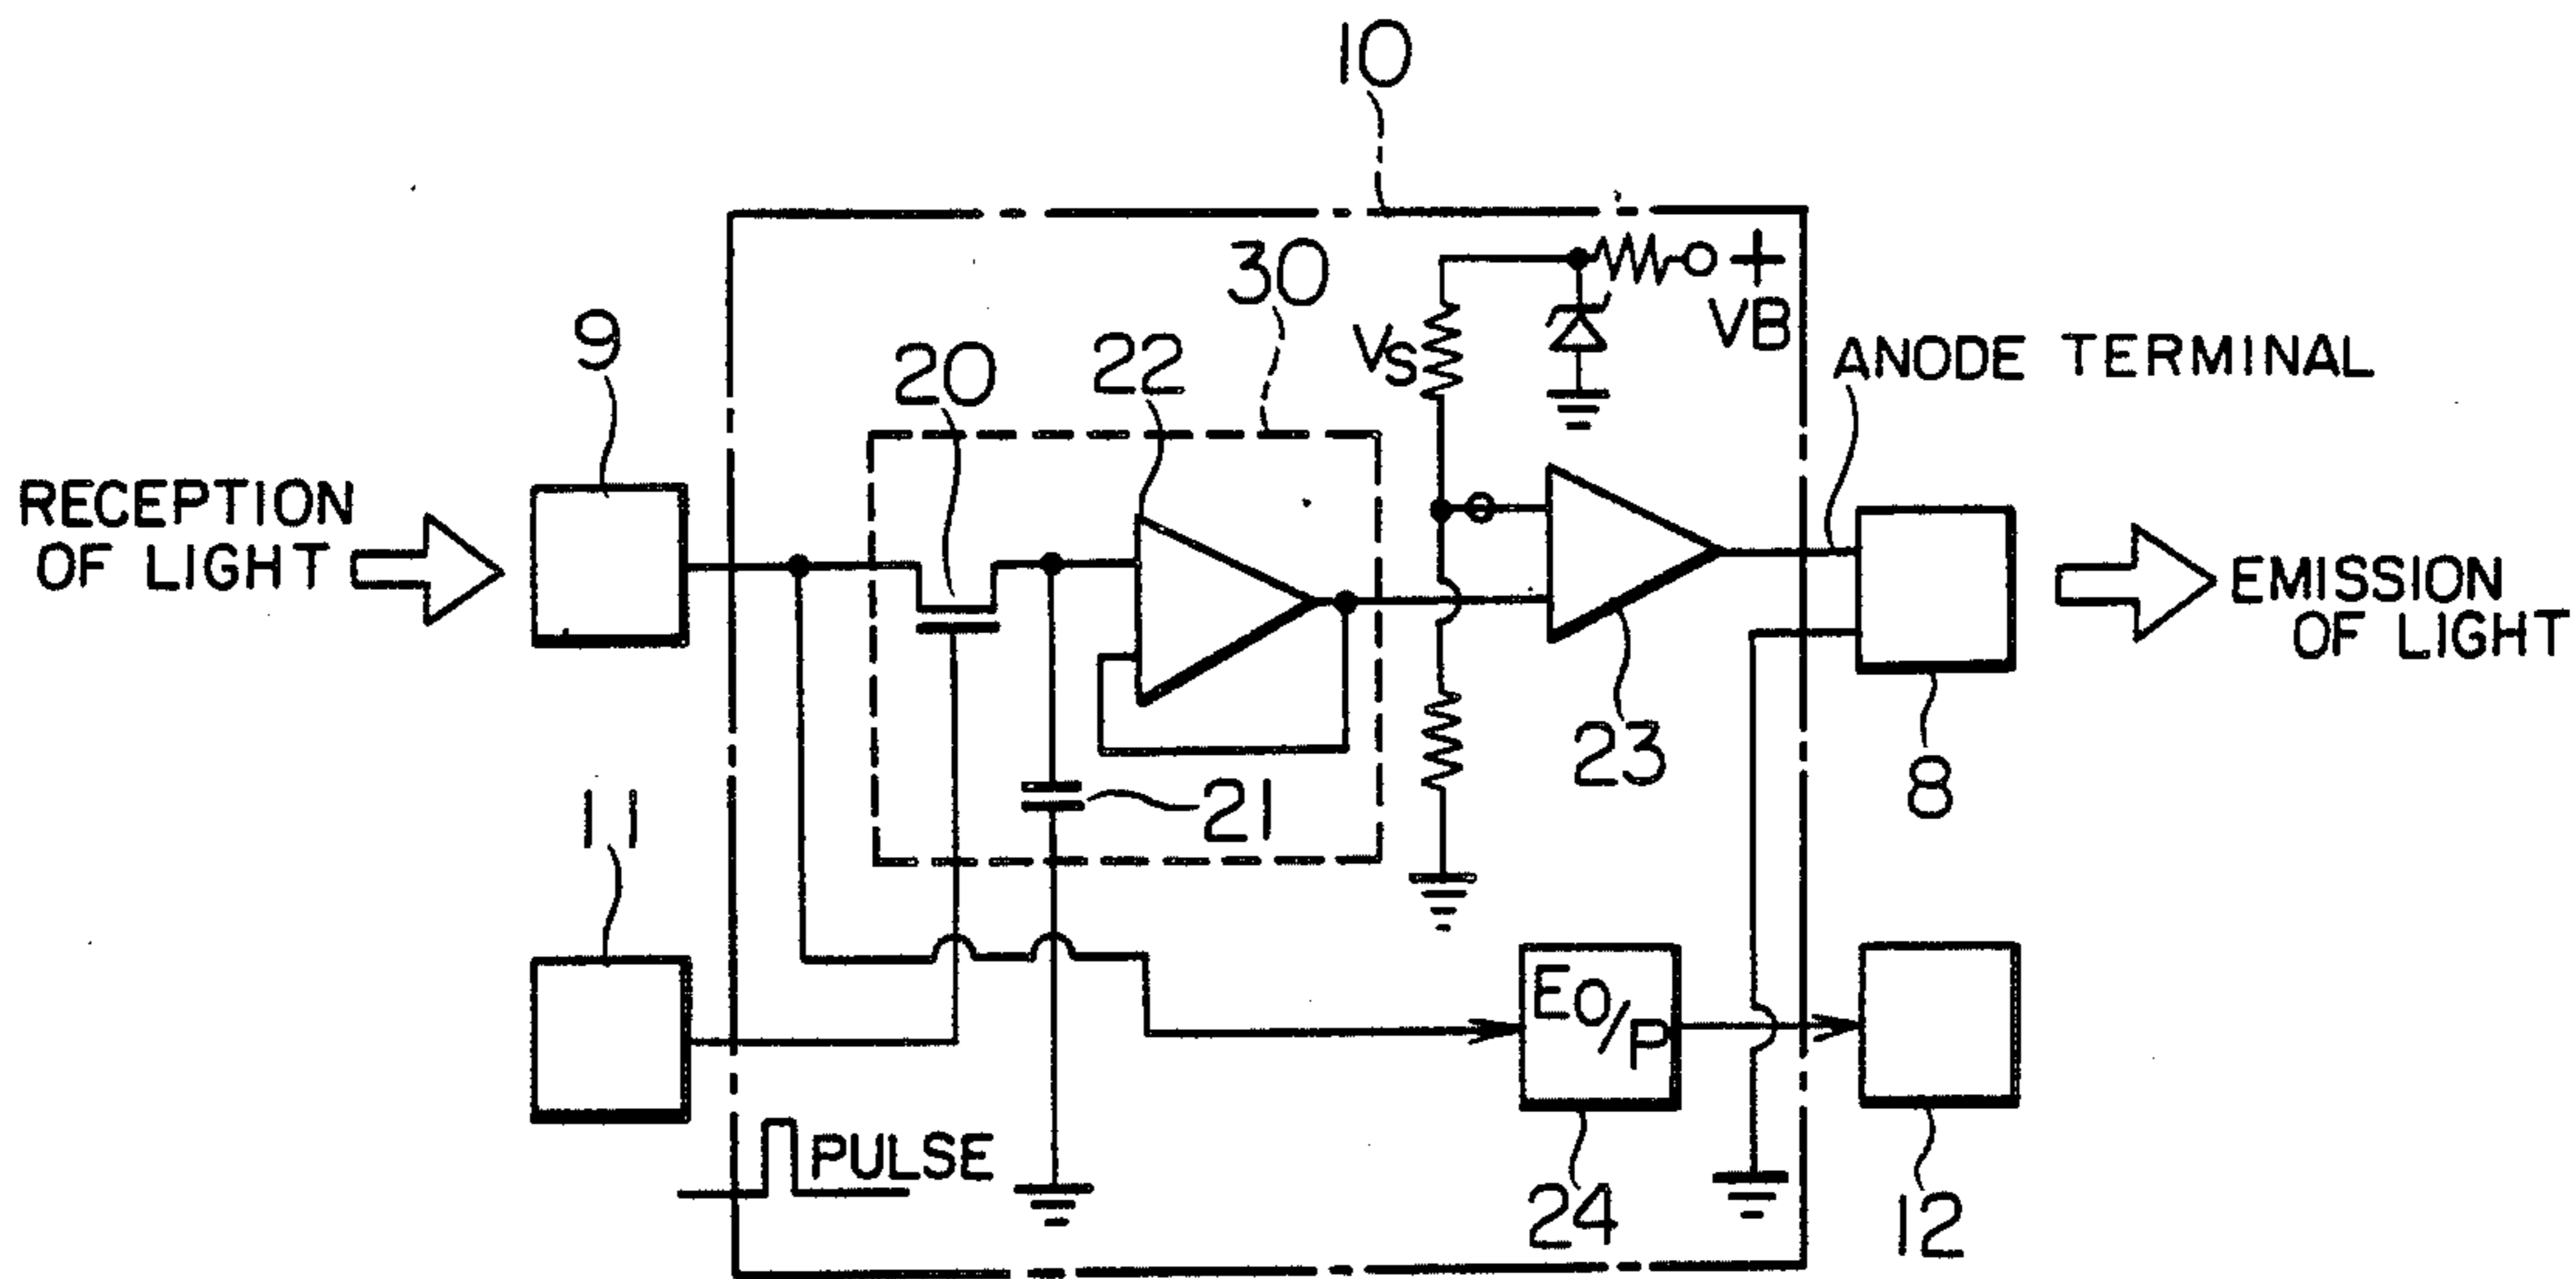 10
30
+
VB
VS
9
20
22
ANODE TERMINAL
RECEPTION
OF LIGHT
EMISSION
OF LIGHT
23
8
21
11
EO/P
PULSE
24
12